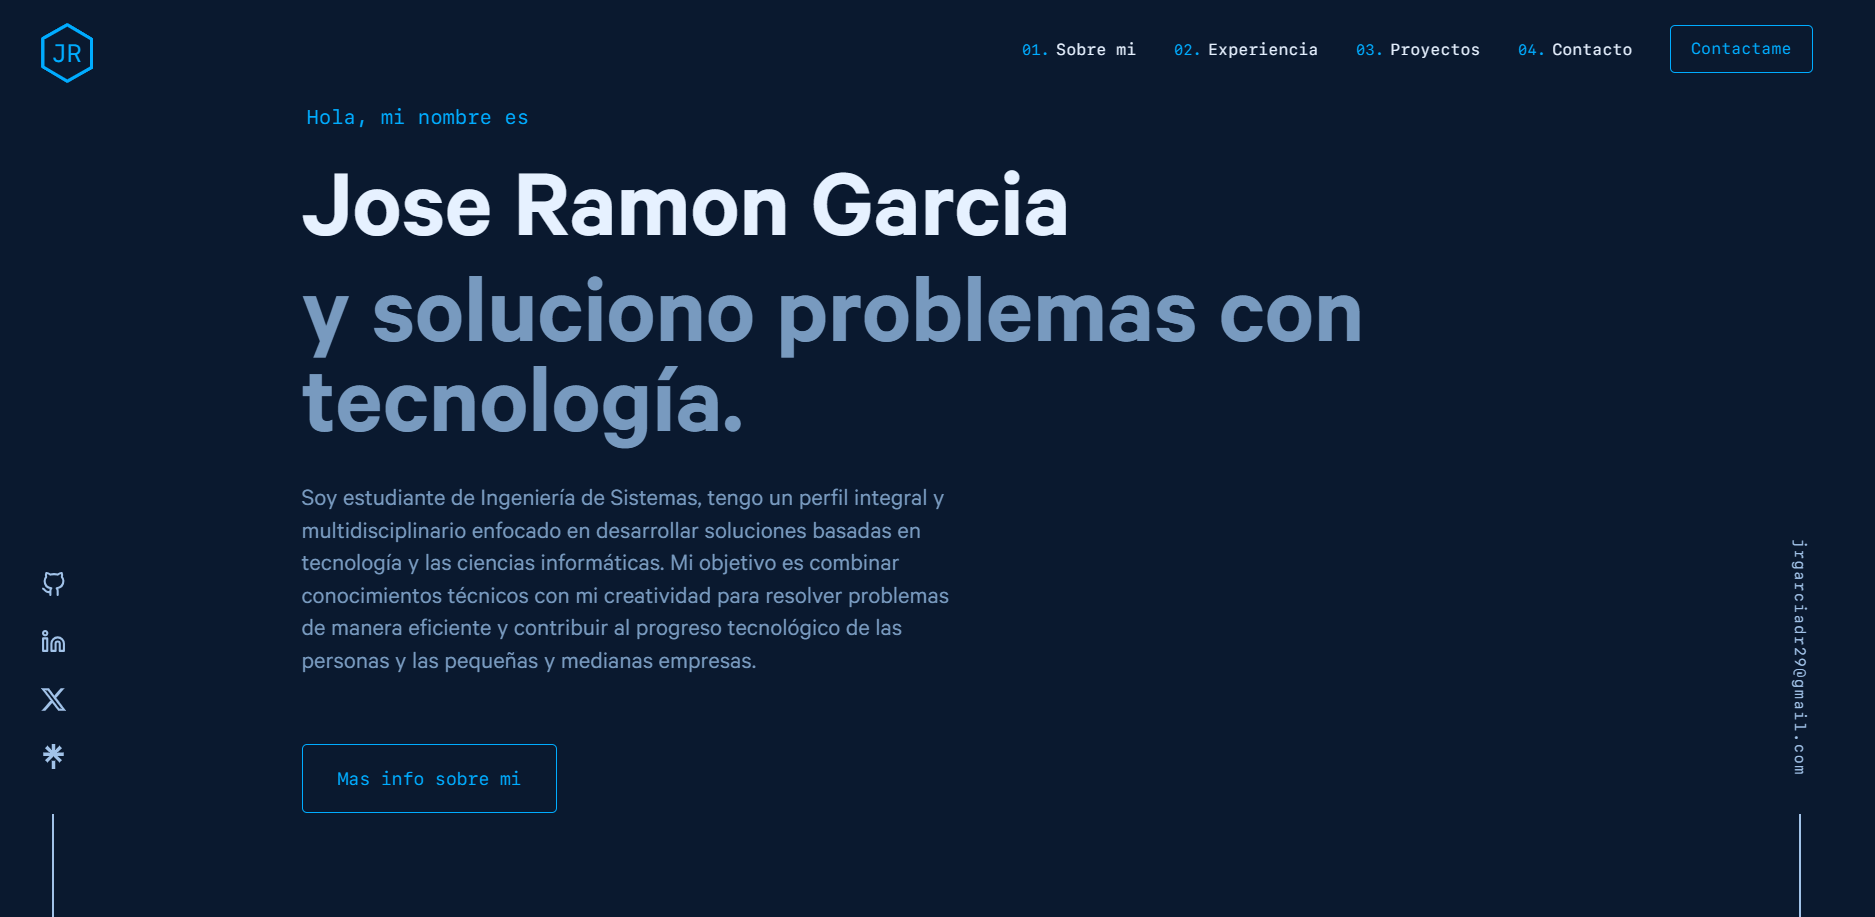 JR
01. Sobre mi
02. Experiencia
03. Proyectos
04. Contacto
Contactame
Hola, mi nombre es
Jose Ramon Garcia
y soluciono problemas con
tecnología.
Soy estudiante de Ingeniería de Sistemas, tengo un perfil integral y
multidisciplinario enfocado en desarrollar soluciones basadas en
tecnología y las ciencias informáticas. Mi objetivo es combinar
conocimientos técnicos con mi creatividad para resolver problemas
de manera eficiente y contribuir al progreso tecnológico de las
personas y las pequeñas y medianas empresas.
Mas info sobre mi
jrgarciadr29@gmail.com